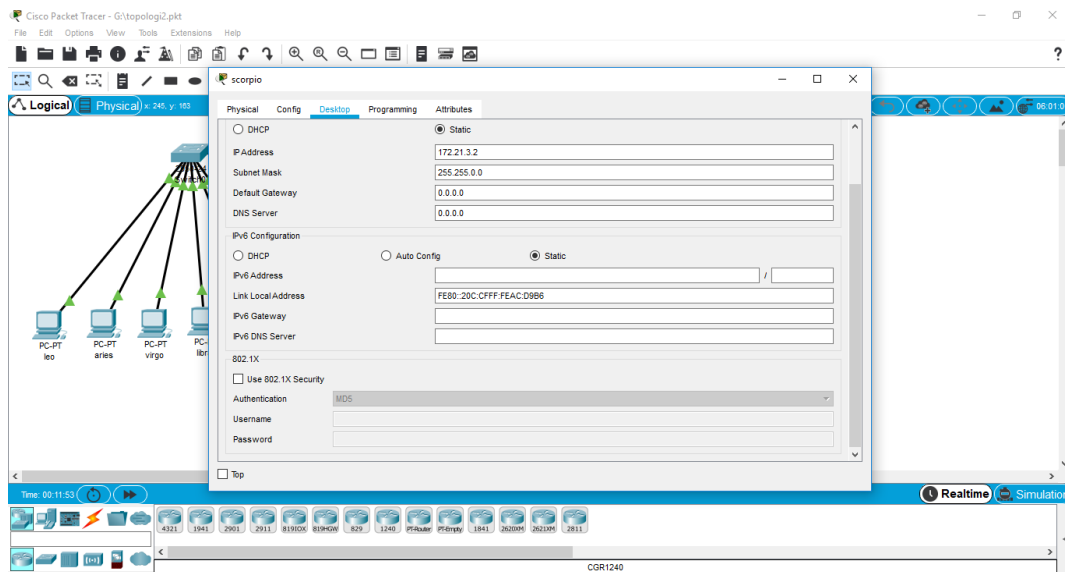 Cisco Packet Tracer - G:\topologi2.pkt
File Edit Options View Tools Extensions Help
?
scorpio
Logical Physical x: 245, y: 163 06:01:0
Physical Config Desktop Programming Attributes
DHCP Static
IP Address 172.21.3.2
Subnet Mask 255.255.0.0
Default Gateway 0.0.0.0
DNS Server 0.0.0.0
IPv6 Configuration
DHCP Auto Config Static
IPv6 Address /
Link Local Address FE80::20C:CFFF:FEAC:D9B6
IPv6 Gateway
IPv6 DNS Server
802.1X
Use 802.1X Security
Authentication MD5
Username
Password
Top
PC-PT
leo
PC-PT
aries
PC-PT
virgo
PC-
libr
Time: 00:11:53 Realtime Simulation
4321 1941 2901 2911 819IOX 819HGW 829 1240 PT-Router PT-Empty 1841 2620XM 2621XM 2811
CGR1240